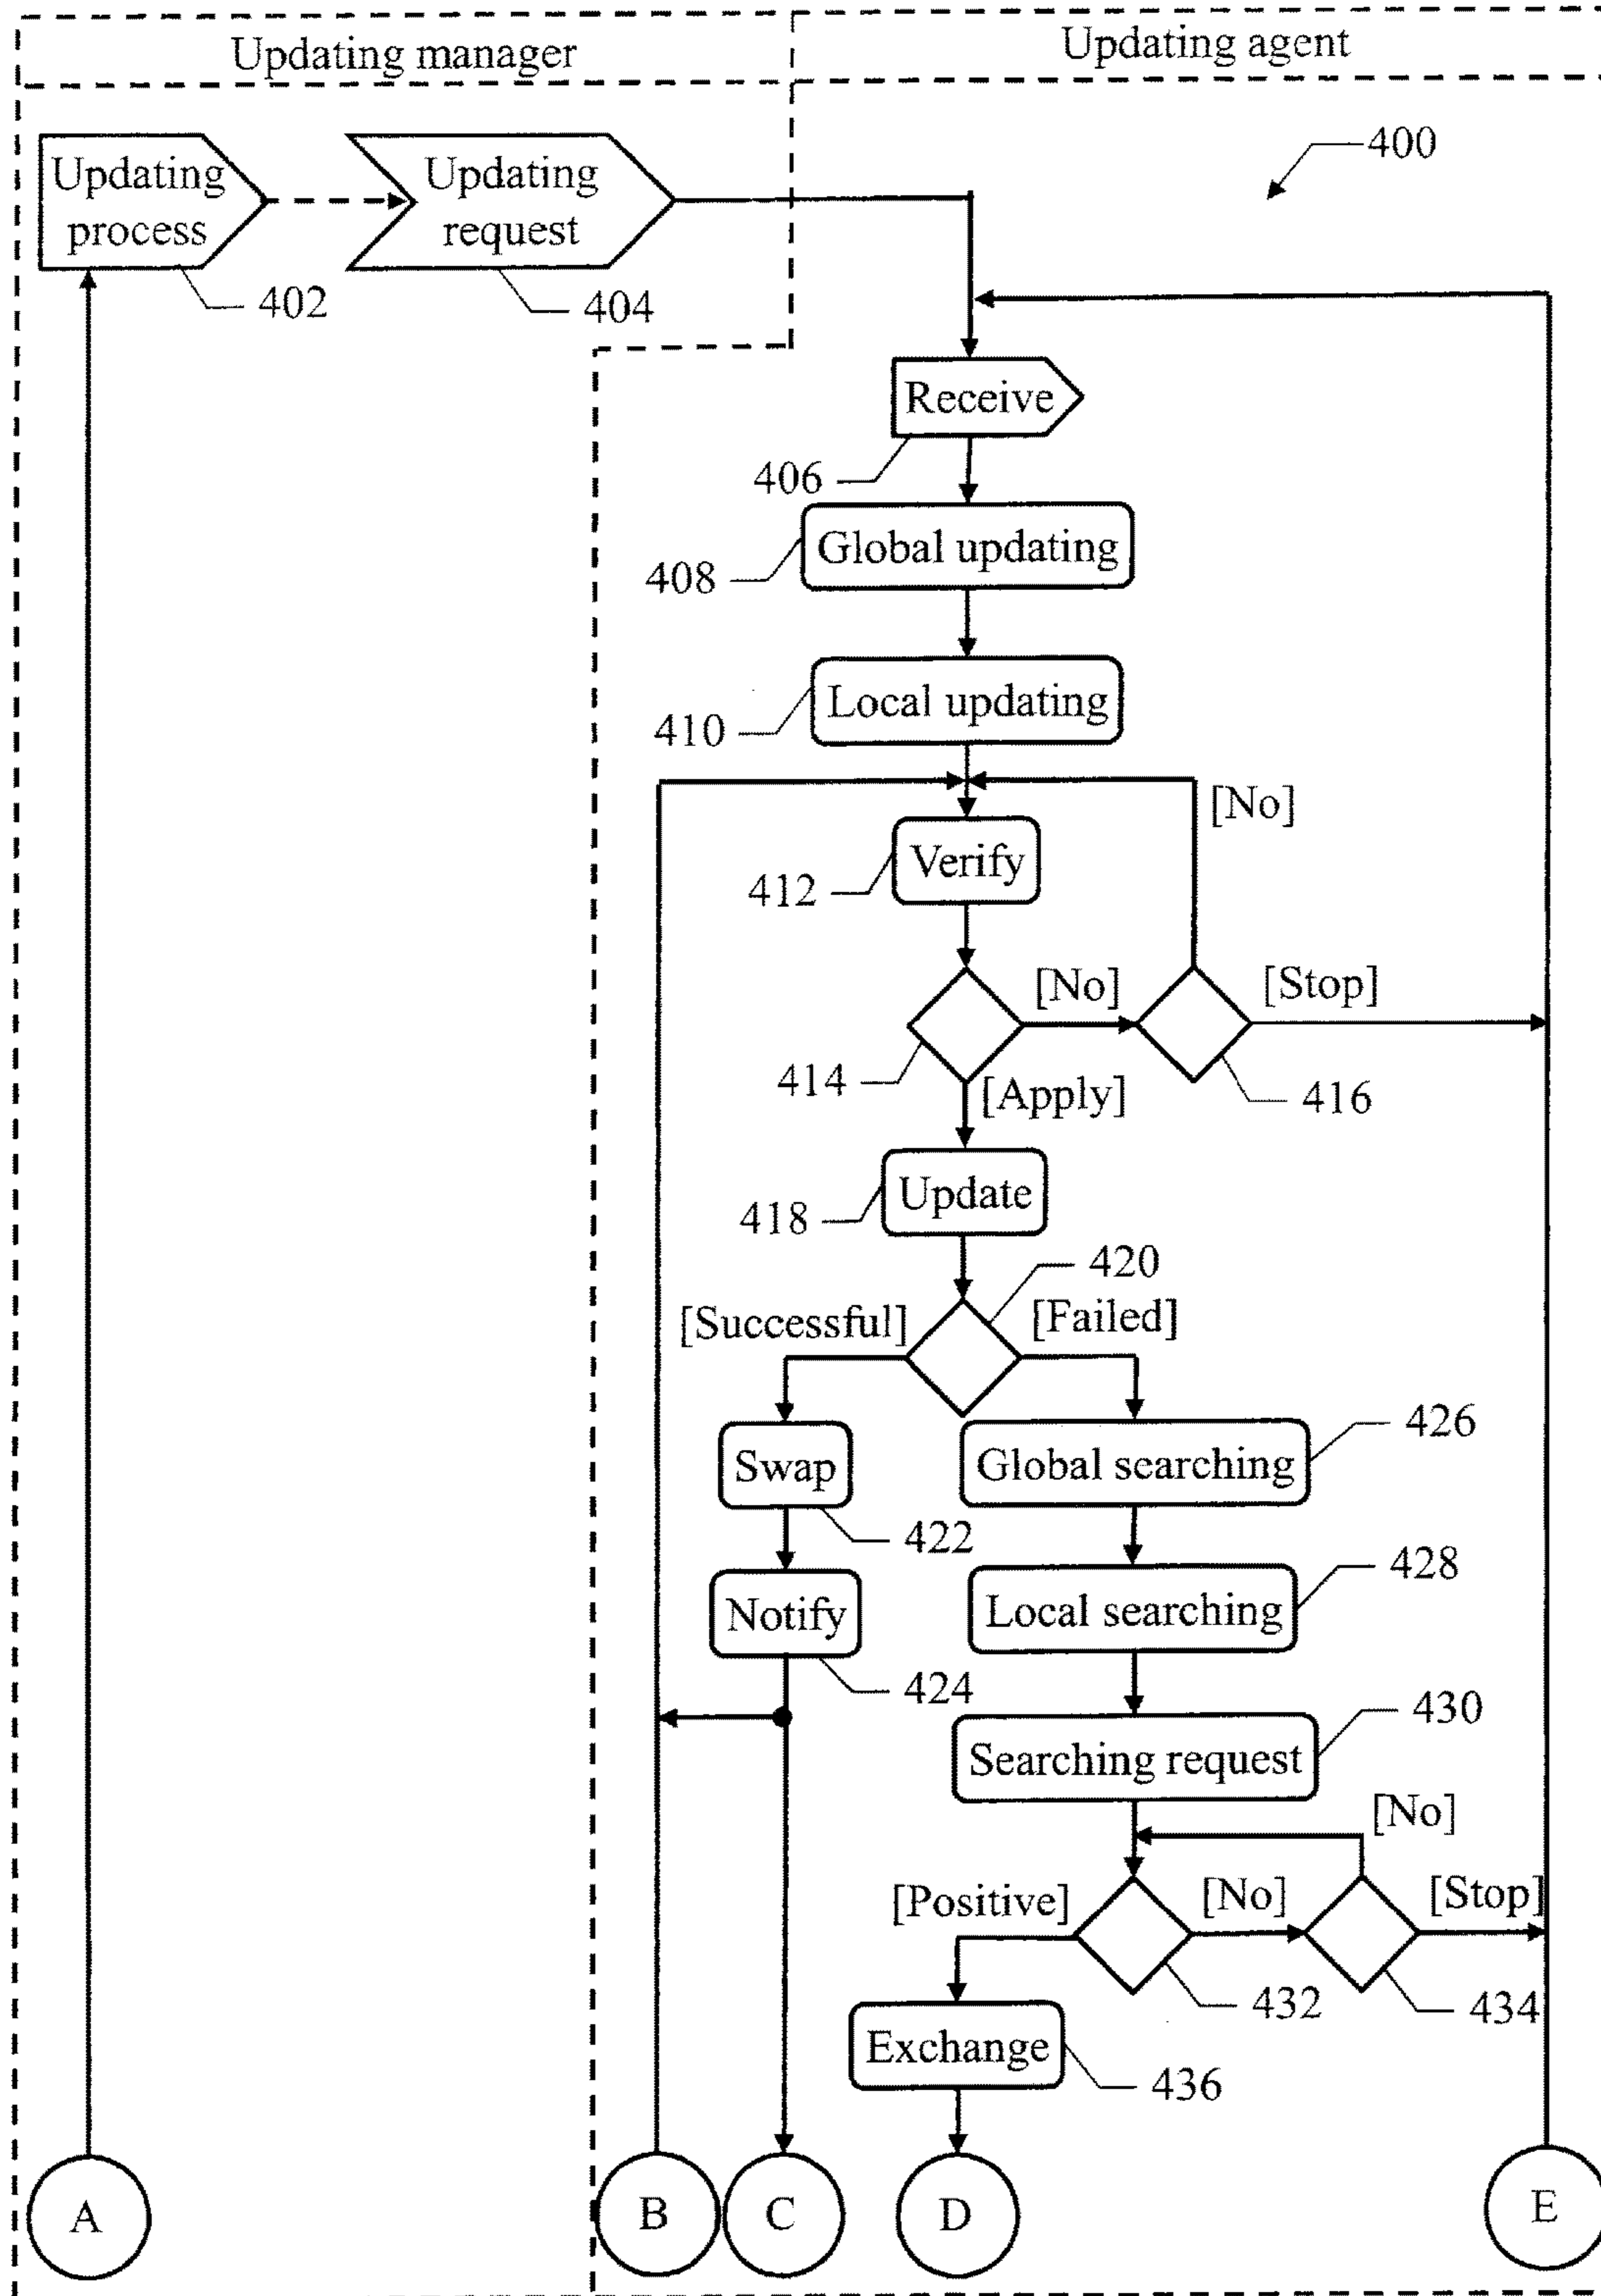 Updating manager
Updating agent
Updating
process
Updating
request
400
402
404
Receive
406
Global updating
408
Local updating
410
[No]
Verify
412
[No]
[Stop]
414
[Apply]
416
Update
418
420
[Successful]
[Failed]
426
Swap
Global searching
422
428
Notify
Local searching
424
430
Searching request
[No]
[Positive]
[No]
[Stop]
432
434
Exchange
436
A
B
C
D
E